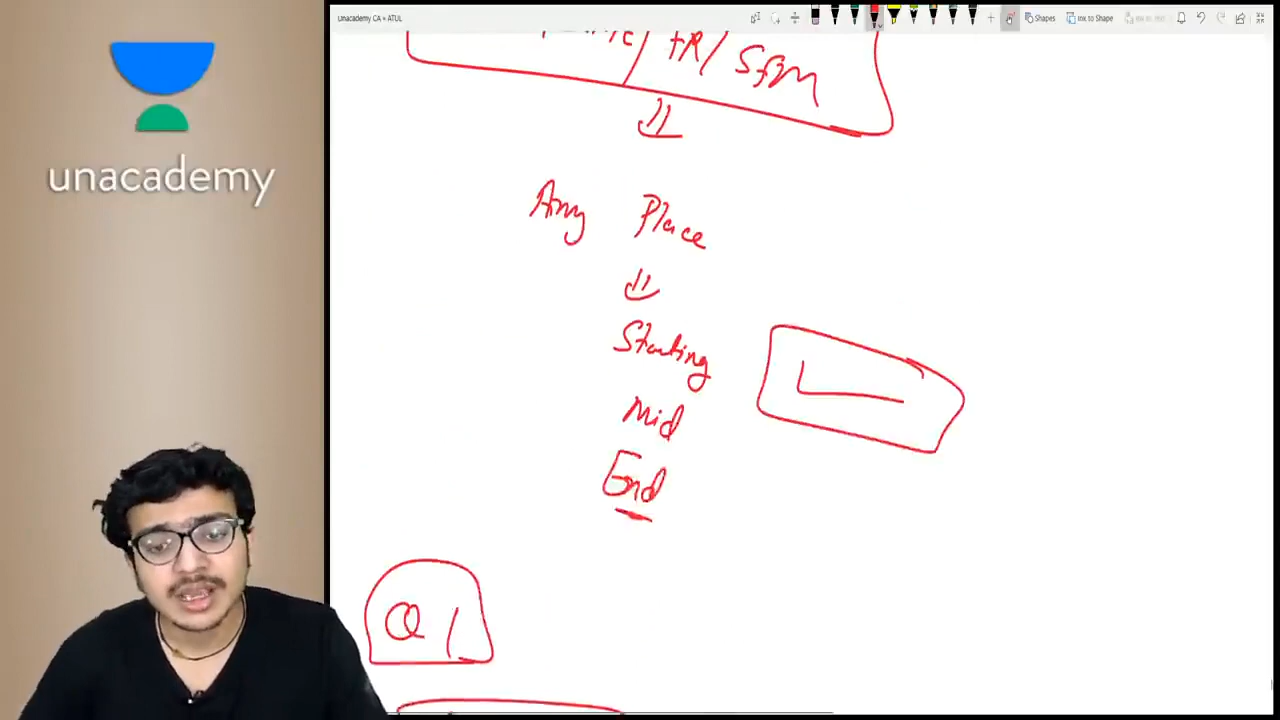 unacademy CA × ATUL
Shapes
Ink to Shape
unacademy
/ FR / SFM
Any Place
Starting
Mid
End
Q 1